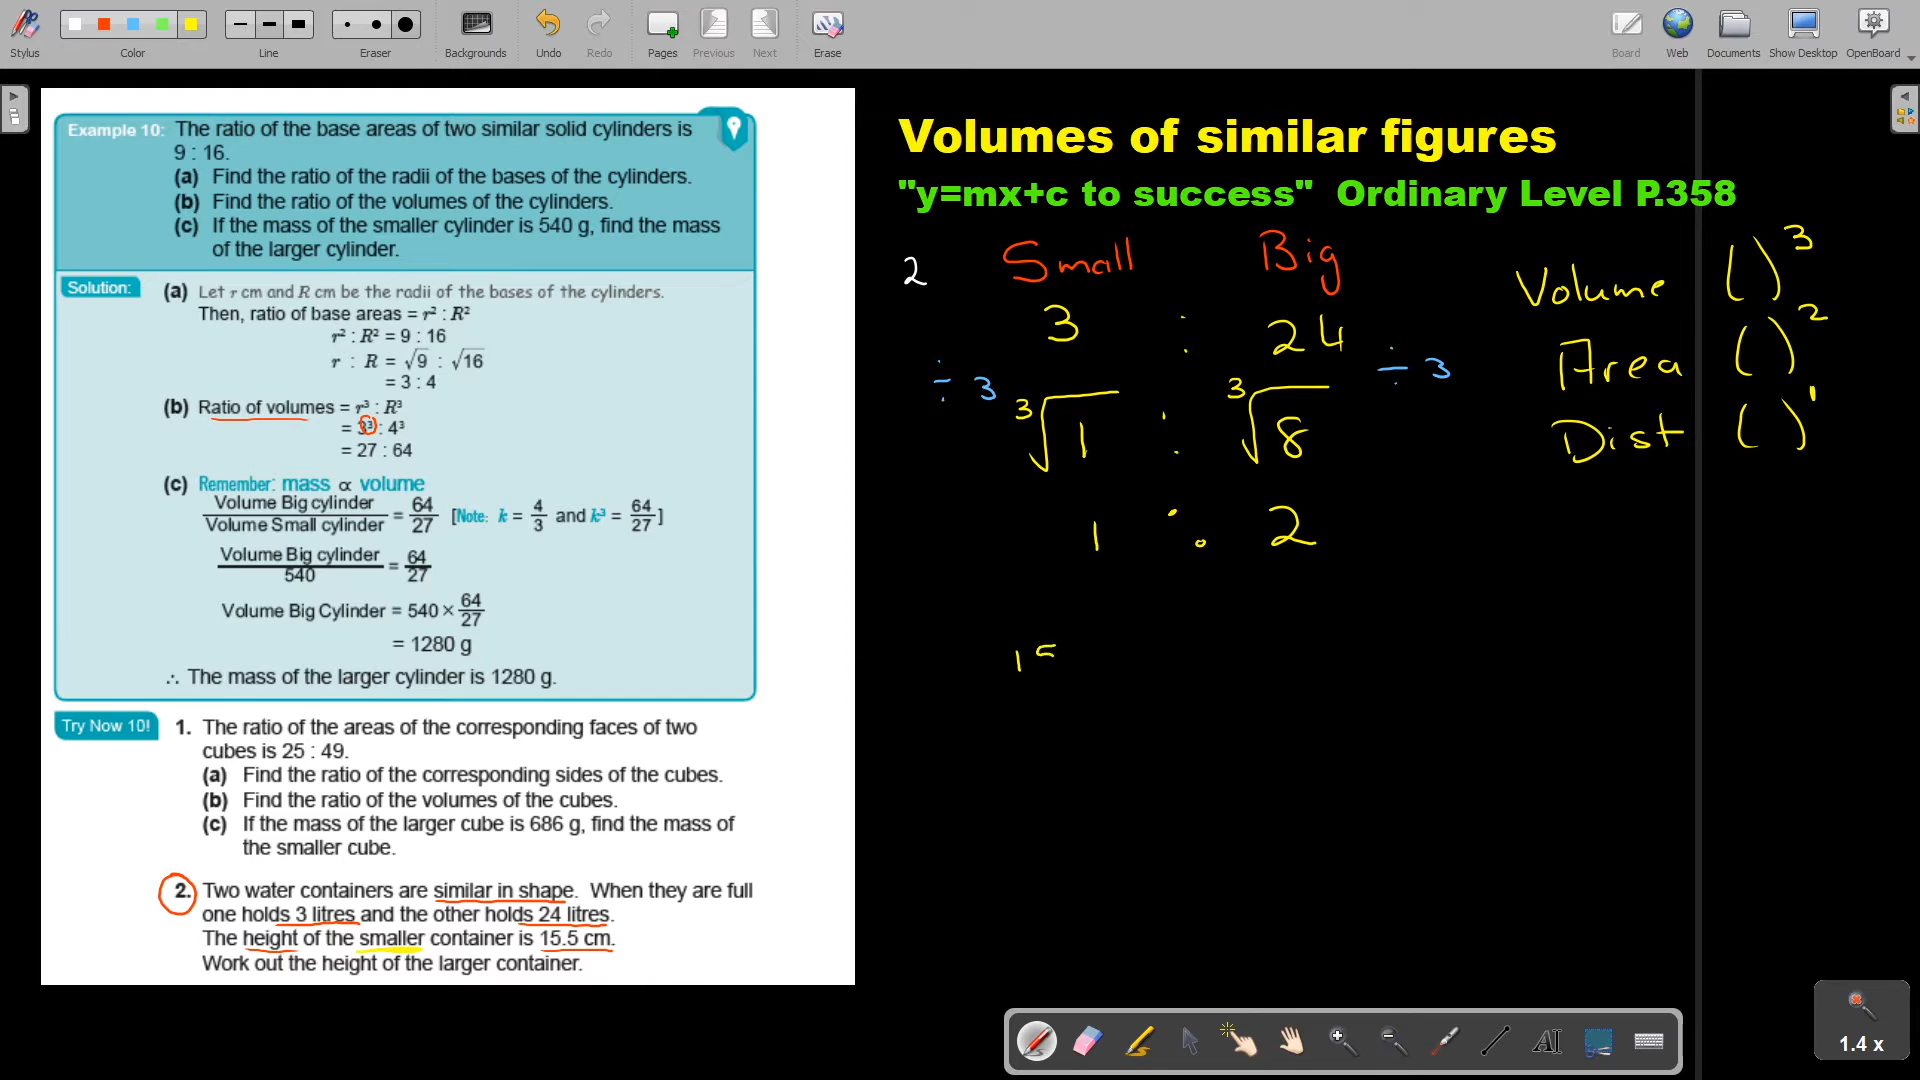 Stylus
Color
Line
Eraser
Backgrounds
Undo
Redo
Pages
Previous
Next
Erase
Board
Web
Documents
Show Desktop
OpenBoard
Example 10: The ratio of the base areas of two similar solid cylinders is
9 : 16.
(a) Find the ratio of the radii of the bases of the cylinders.
(b) Find the ratio of the volumes of the cylinders.
(c) If the mass of the smaller cylinder is 540 g, find the mass
of the larger cylinder.
Solution:
(a) Let r cm and R cm be the radii of the bases of the cylinders.
Then, ratio of base areas = r² : R²
r² : R² = 9 : 16
r : R = √9 : √16
= 3 : 4
(b) Ratio of volumes = r³ : R³
= 3³ : 4³
= 27 : 64
(c) Remember: mass ∝ volume
Volume Big cylinder / Volume Small cylinder = 64/27 [Note: k = 4/3 and k³ = 64/27]
Volume Big cylinder / 540 = 64/27
Volume Big Cylinder = 540 × 64/27
= 1280 g
∴ The mass of the larger cylinder is 1280 g.
Try Now 10!
1. The ratio of the areas of the corresponding faces of two
cubes is 25 : 49.
(a) Find the ratio of the corresponding sides of the cubes.
(b) Find the ratio of the volumes of the cubes.
(c) If the mass of the larger cube is 686 g, find the mass of
the smaller cube.
2. Two water containers are similar in shape. When they are full
one holds 3 litres and the other holds 24 litres.
The height of the smaller container is 15.5 cm.
Work out the height of the larger container.
Volumes of similar figures
"y=mx+c to success" Ordinary Level P.358
2 Small Big
3 : 24
÷ 3 ÷ 3
³√1 : ³√8
1 : 2
15
Volume ( )³
Area ( )²
Dist ( )¹
1.4 x